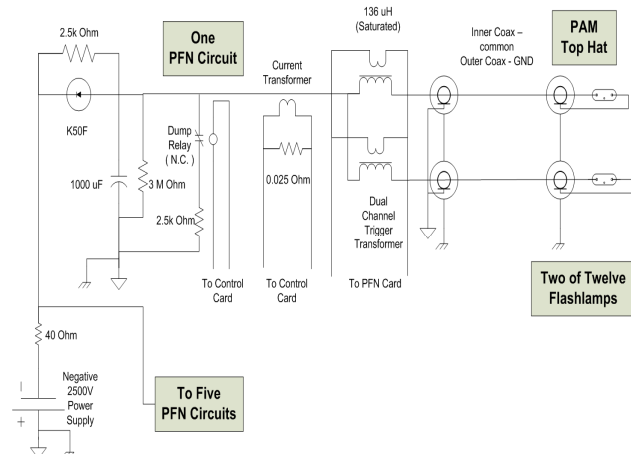 136 uH
(Saturated)
2.5k Ohm
One
PFN Circuit
Current
Transformer
Inner Coax –
common
Outer Coax - GND
PAM
Top Hat
K50F
Dump
Relay
( N.C. )
1000 uF
3 M Ohm
0.025 Ohm
2.5k Ohm
Dual
Channel
Trigger
Transformer
To Control
Card
To Control
Card
To PFN Card
Two of Twelve
Flashlamps
40 Ohm
Negative
2500V
Power
Supply
To Five
PFN Circuits